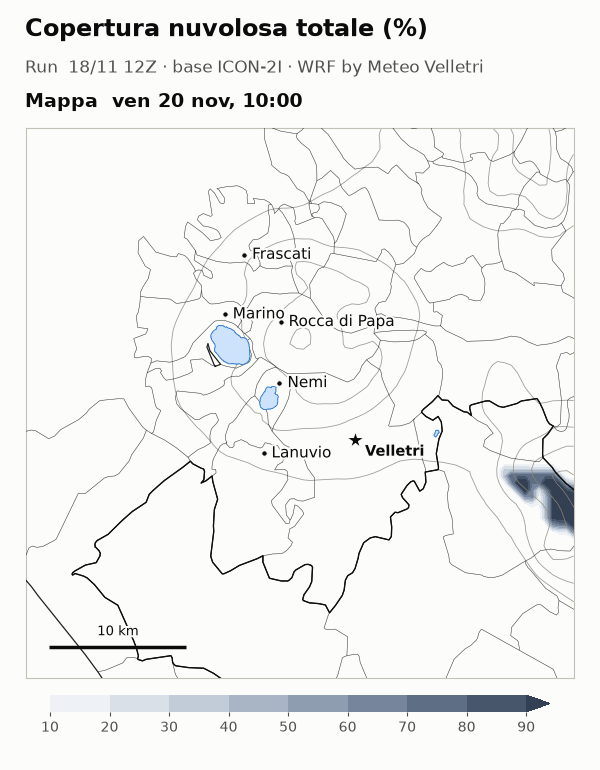 Copertura nuvolosa totale (%)
Run  18/11 12Z · base ICON-2I · WRF by Meteo Velletri
Mappa  ven 20 nov, 10:00
Frascati
Marino
Rocca di Papa
Nemi
Velletri
Lanuvio
10 km
10 20 30 40 50 60 70 80 90